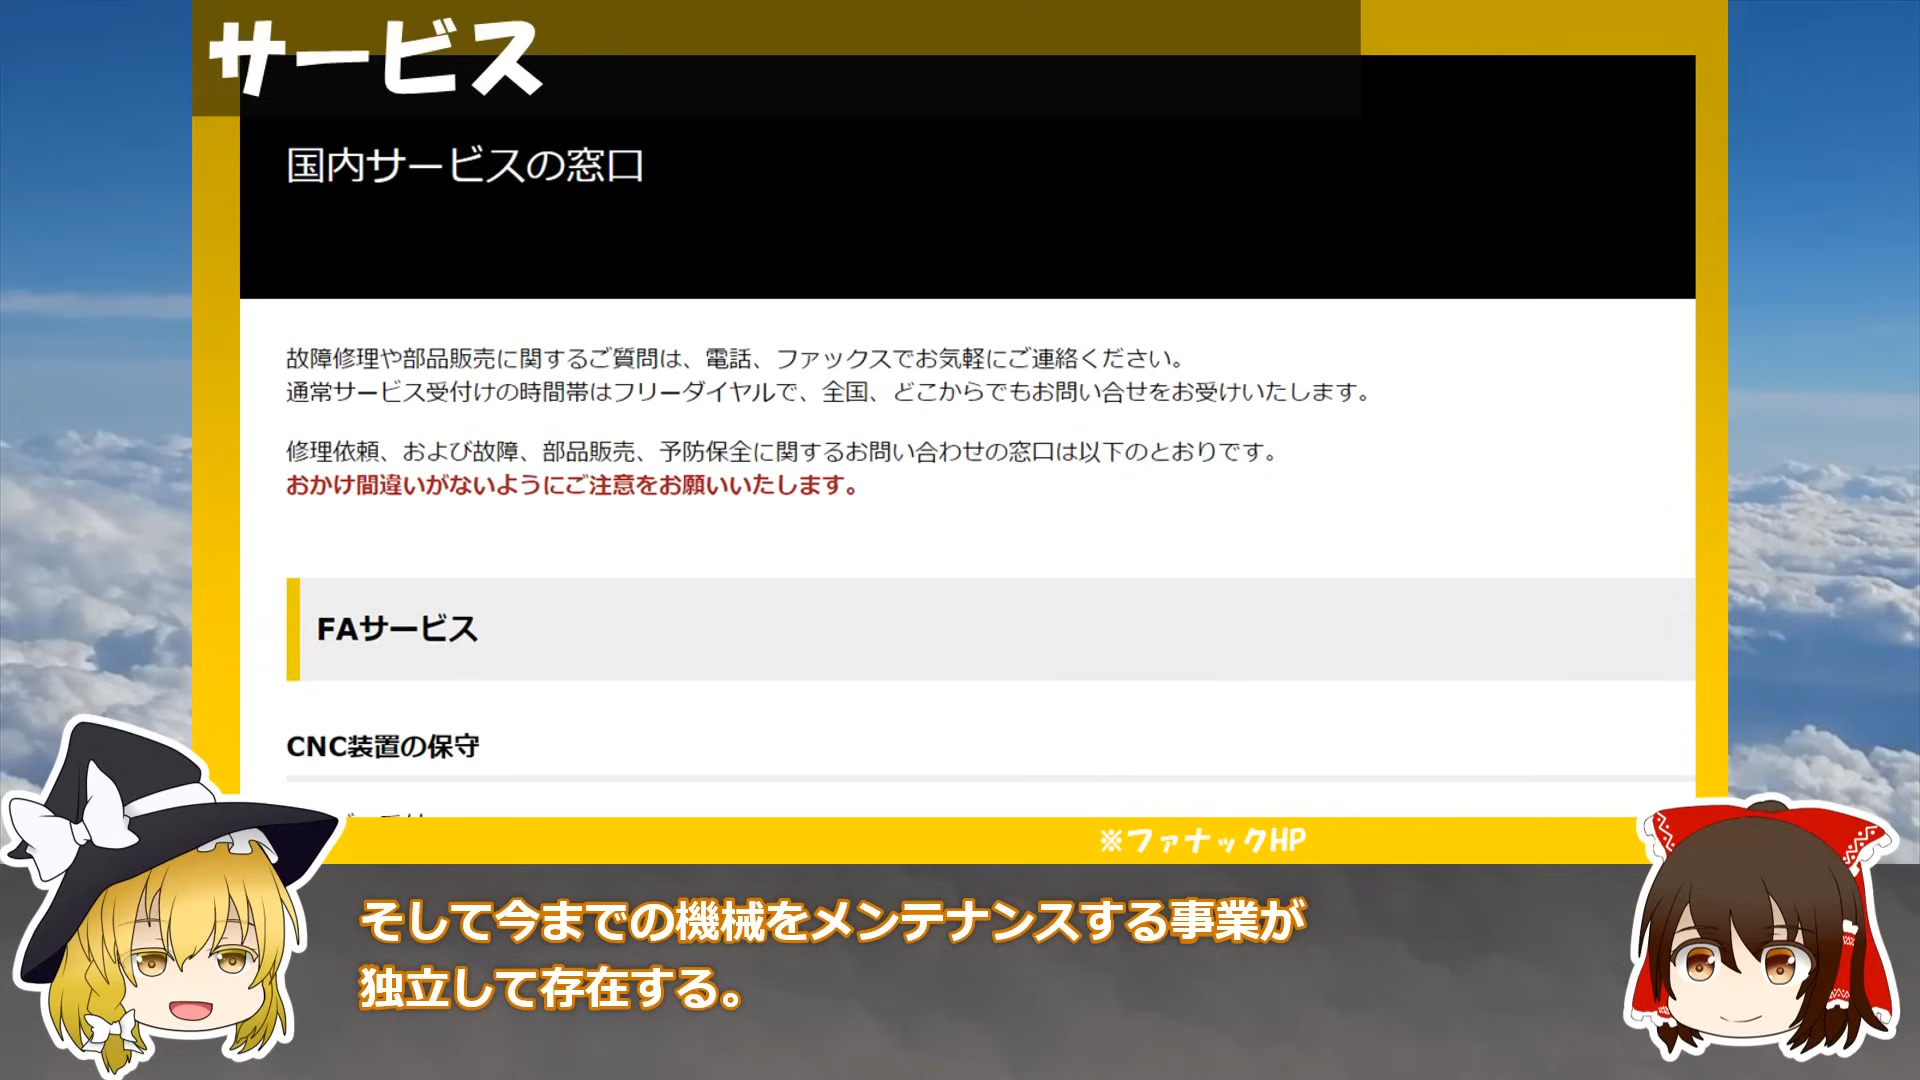 サービス
国内サービスの窓口
故障修理や部品販売に関するご質問は、電話、ファックスでお気軽にご連絡ください。
通常サービス受付けの時間帯はフリーダイヤルで、全国、どこからでもお問い合せをお受けいたします。
修理依頼、および故障、部品販売、予防保全に関するお問い合わせの窓口は以下のとおりです。
おかけ間違いがないようにご注意をお願いいたします。
FAサービス
CNC装置の保守
※ファナックHP
そして今までの機械をメンテナンスする事業が
独立して存在する。